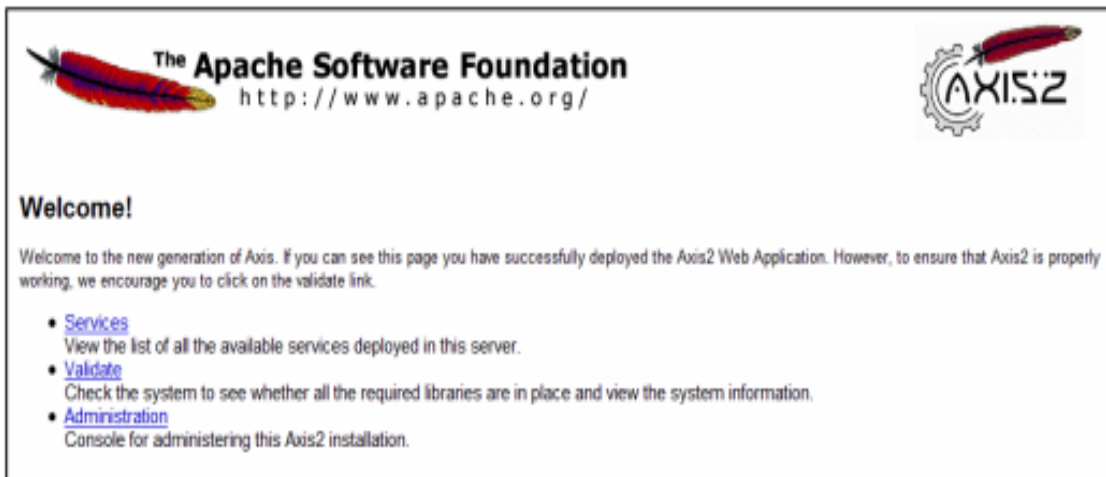 The Apache Software Foundation
http://www.apache.org/
AXIS2
Welcome!
Welcome to the new generation of Axis. If you can see this page you have successfully deployed the Axis2 Web Application. However, to ensure that Axis2 is properly
working, we encourage you to click on the validate link.
• Services
View the list of all the available services deployed in this server.
• Validate
Check the system to see whether all the required libraries are in place and view the system information.
• Administration
Console for administering this Axis2 installation.